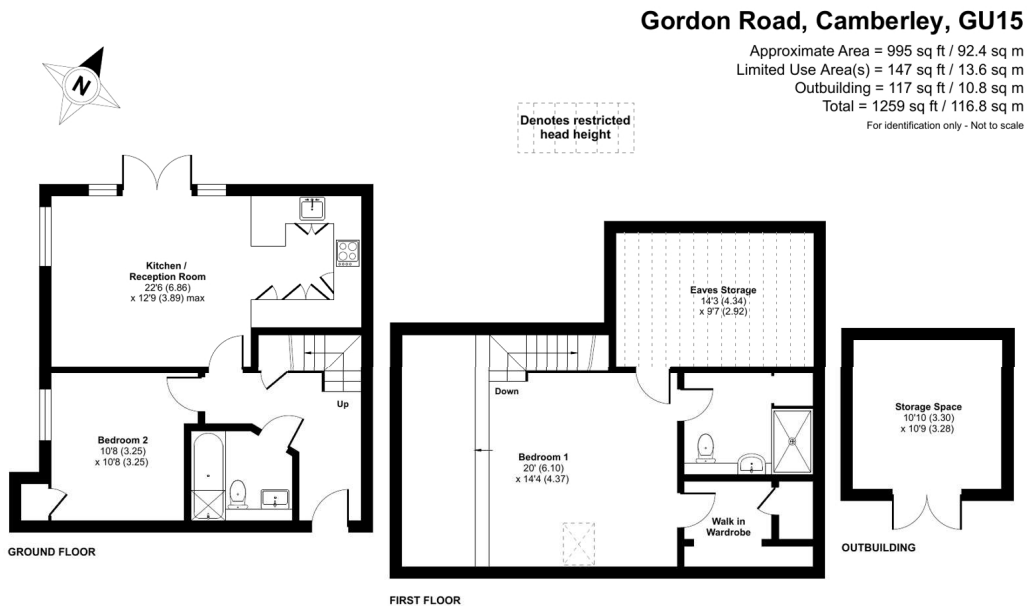 Gordon Road, Camberley, GU15
Approximate Area = 995 sq ft / 92.4 sq m
Limited Use Area(s) = 147 sq ft / 13.6 sq m
Outbuilding = 117 sq ft / 10.8 sq m
Total = 1259 sq ft / 116.8 sq m
For identification only - Not to scale
N
Denotes restricted
head height
Kitchen /
Reception Room
22'6 (6.86)
x 12'9 (3.89) max
Up
Bedroom 2
10'8 (3.25)
x 10'8 (3.25)
GROUND FLOOR
Eaves Storage
14'3 (4.34)
x 9'7 (2.92)
Down
Bedroom 1
20' (6.10)
x 14'4 (4.37)
Walk in
Wardrobe
FIRST FLOOR
Storage Space
10'10 (3.30)
x 10'9 (3.28)
OUTBUILDING